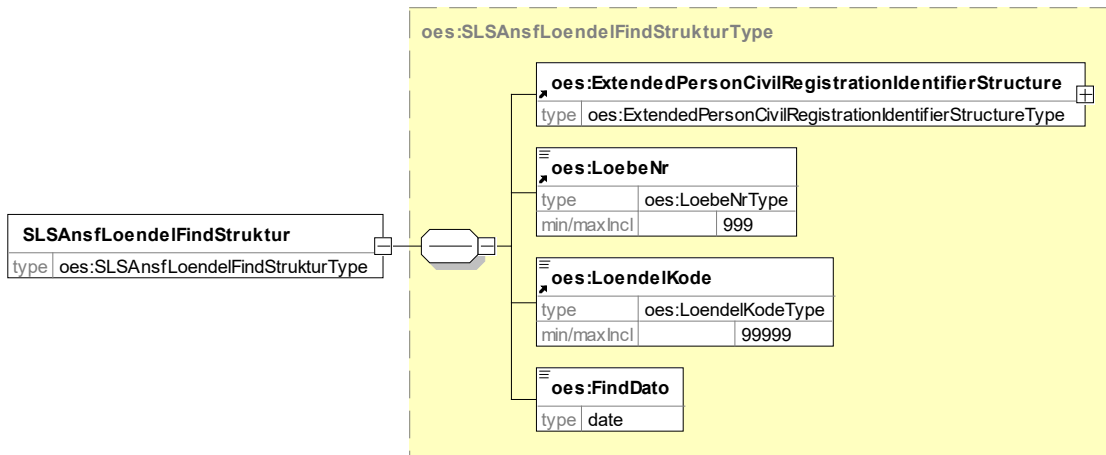 oes:SLSAnsfLoendelFindStrukturType
oes:ExtendedPersonCivilRegistrationIdentifierStructure
type oes:ExtendedPersonCivilRegistrationIdentifierStructureType
oes:LoebeNr
type oes:LoebeNrType
min/maxIncl 999
SLSAnsfLoendelFindStruktur
type oes:SLSAnsfLoendelFindStrukturType
oes:LoendelKode
type oes:LoendelKodeType
min/maxIncl 99999
oes:FindDato
type date